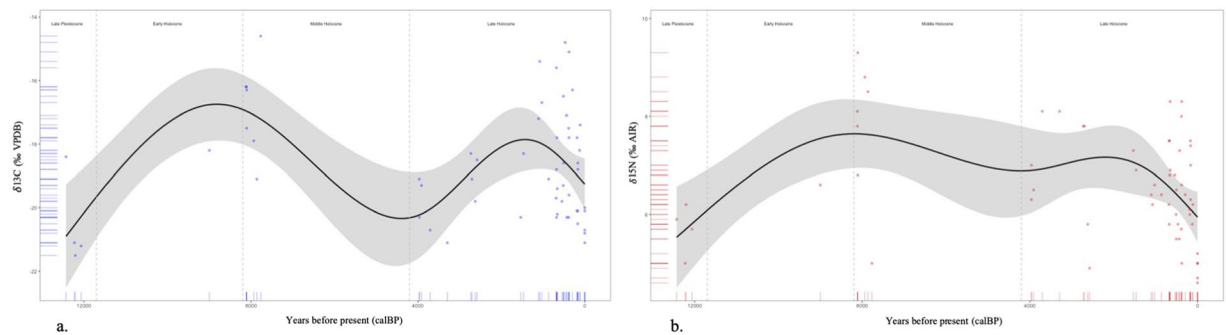 Late Pleistocene Early Holocene Middle Holocene Late Holocene
-14
-16
-18
-20
-22
δ13C (‰ VPDB)
12000 8000 4000 0
Years before present (calBP)
a.
Late Pleistocene Early Holocene Middle Holocene Late Holocene
10
8
6
δ15N (‰ AIR)
12000 8000 4000 0
Years before present (calBP)
b.